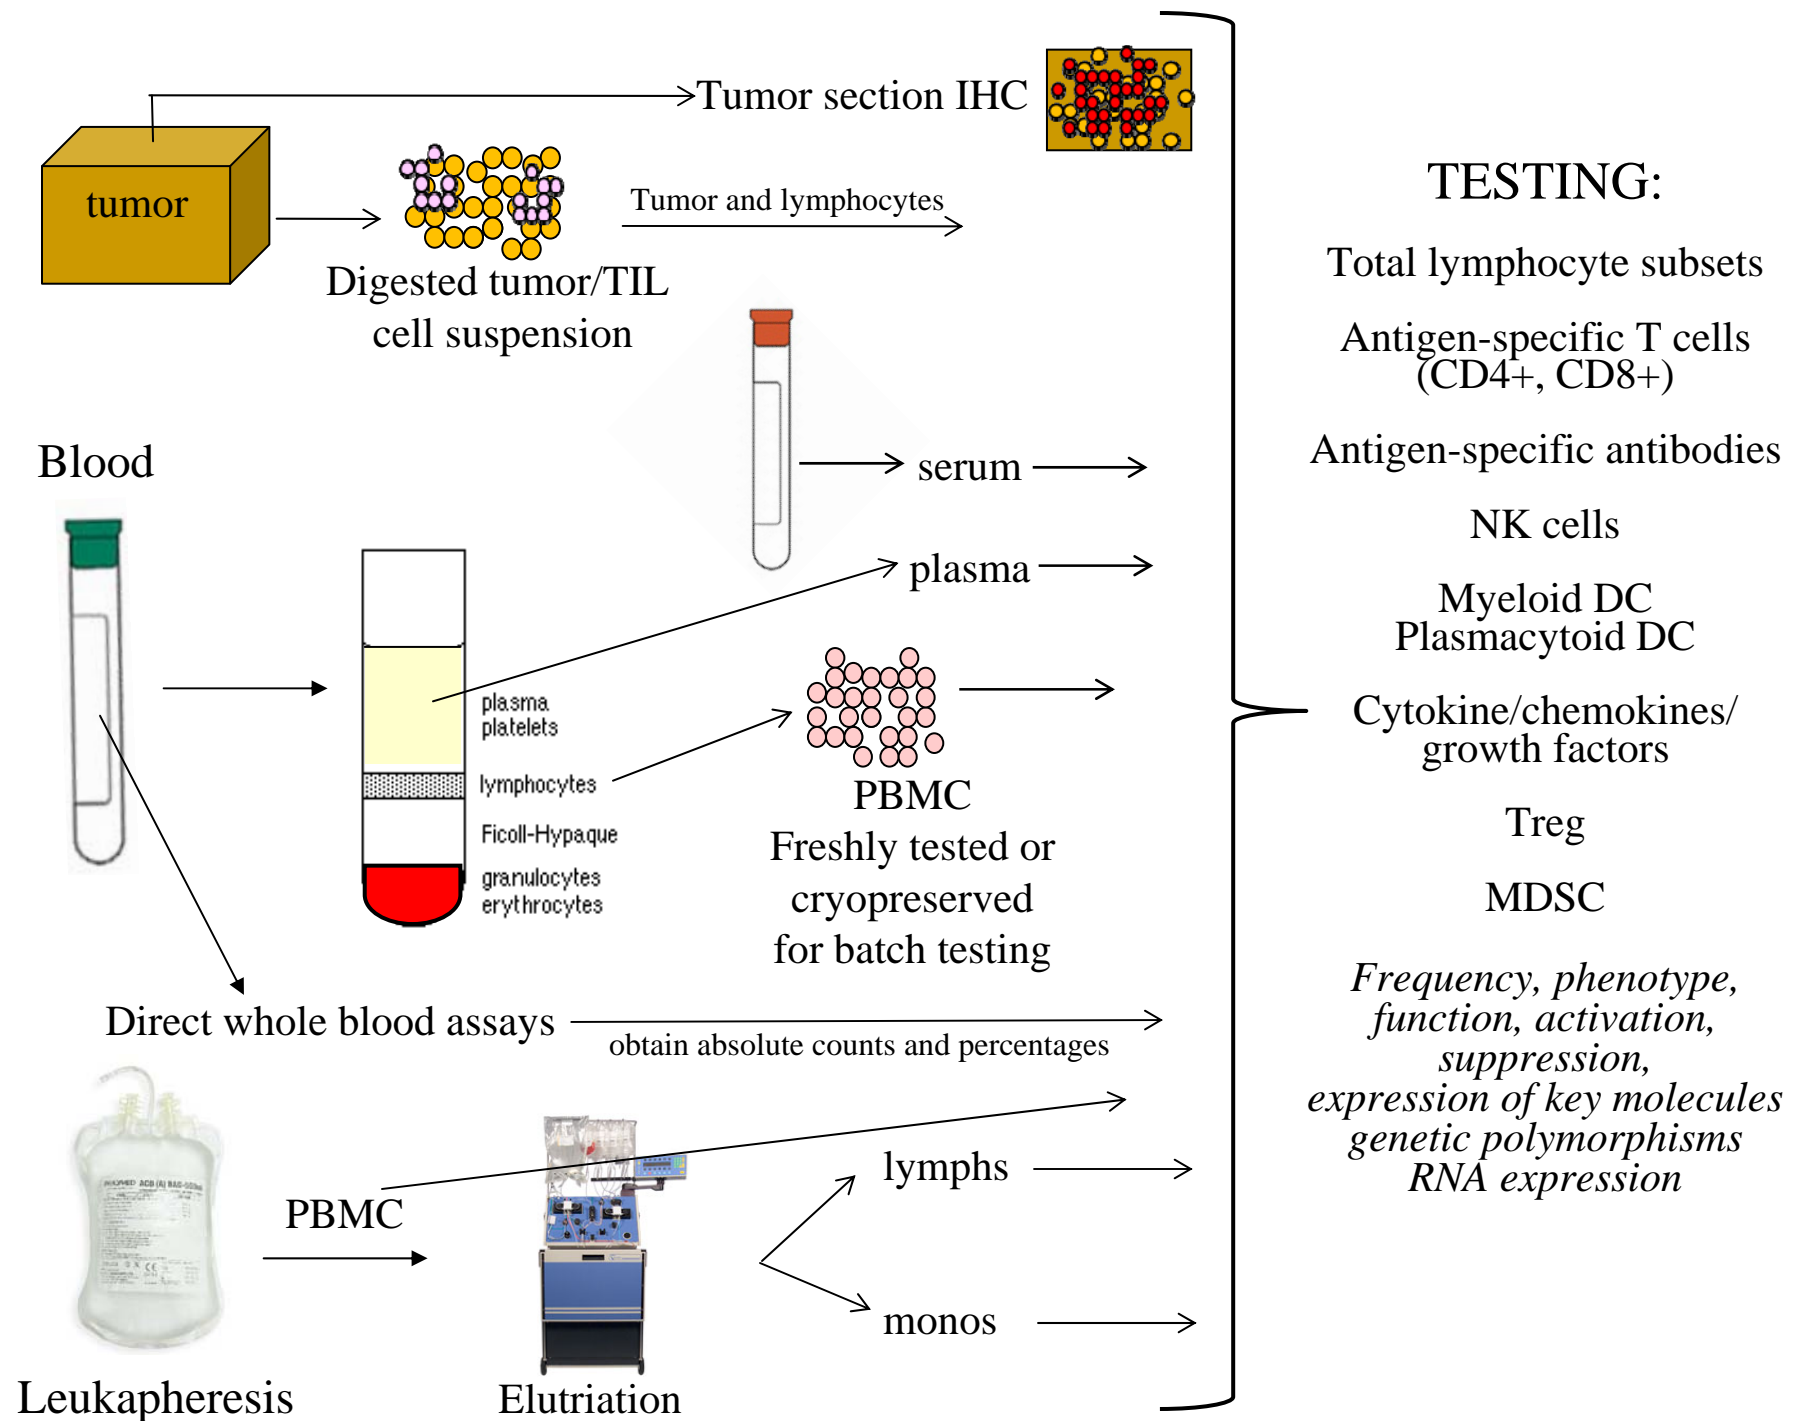 Tumor section IHC
tumor
Tumor and lymphocytes
Digested tumor/TIL
cell suspension
Blood
serum
plasma
plasma
platelets
lymphocytes
Ficoll-Hypaque
granulocytes
erythrocytes
PBMC
Freshly tested or
cryopreserved
for batch testing
Direct whole blood assays
obtain absolute counts and percentages
PBMC
lymphs
monos
Leukapheresis
Elutriation
TESTING:
Total lymphocyte subsets
Antigen-specific T cells
(CD4+, CD8+)
Antigen-specific antibodies
NK cells
Myeloid DC
Plasmacytoid DC
Cytokine/chemokines/
growth factors
Treg
MDSC
Frequency, phenotype,
function, activation,
suppression,
expression of key molecules
genetic polymorphisms
RNA expression